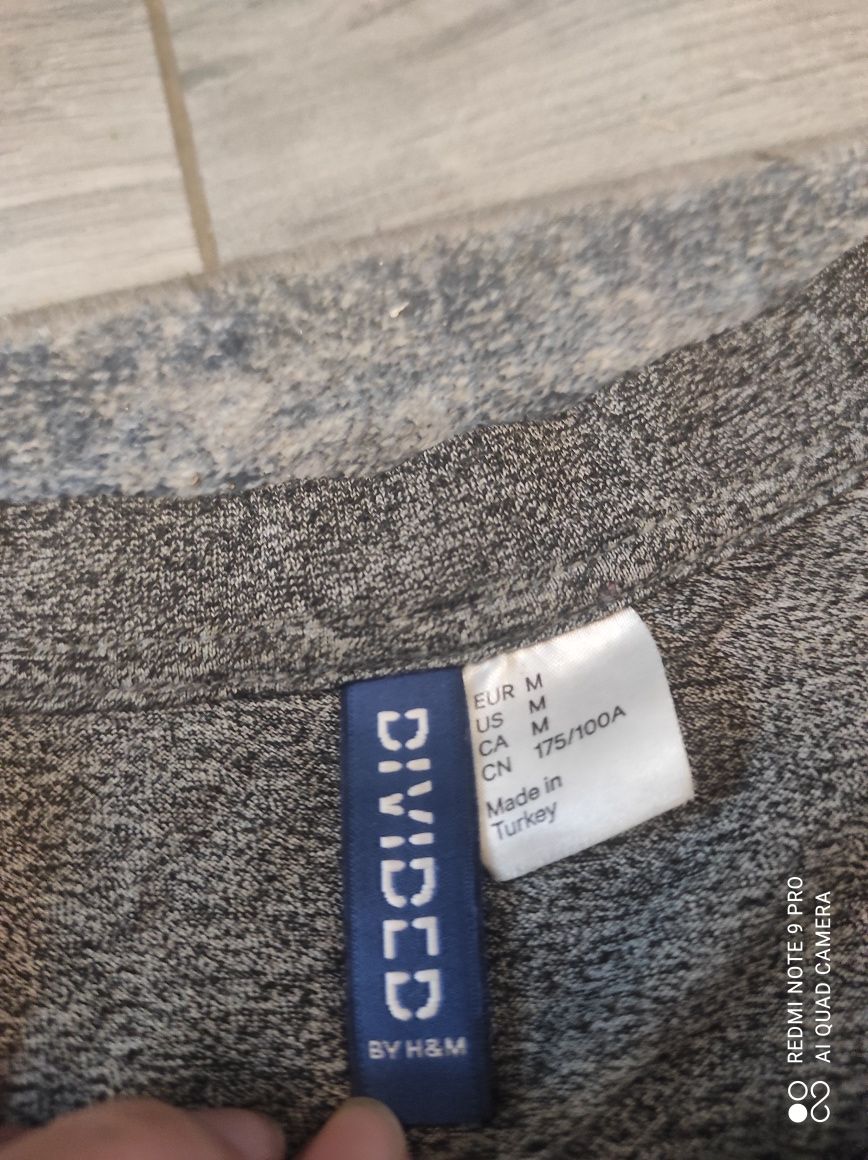 DIVIDED
BY H&M
EUR M
US M
CA M
CN 175/100A
Made in
Turkey
REDMI NOTE 9 PRO
AI QUAD CAMERA